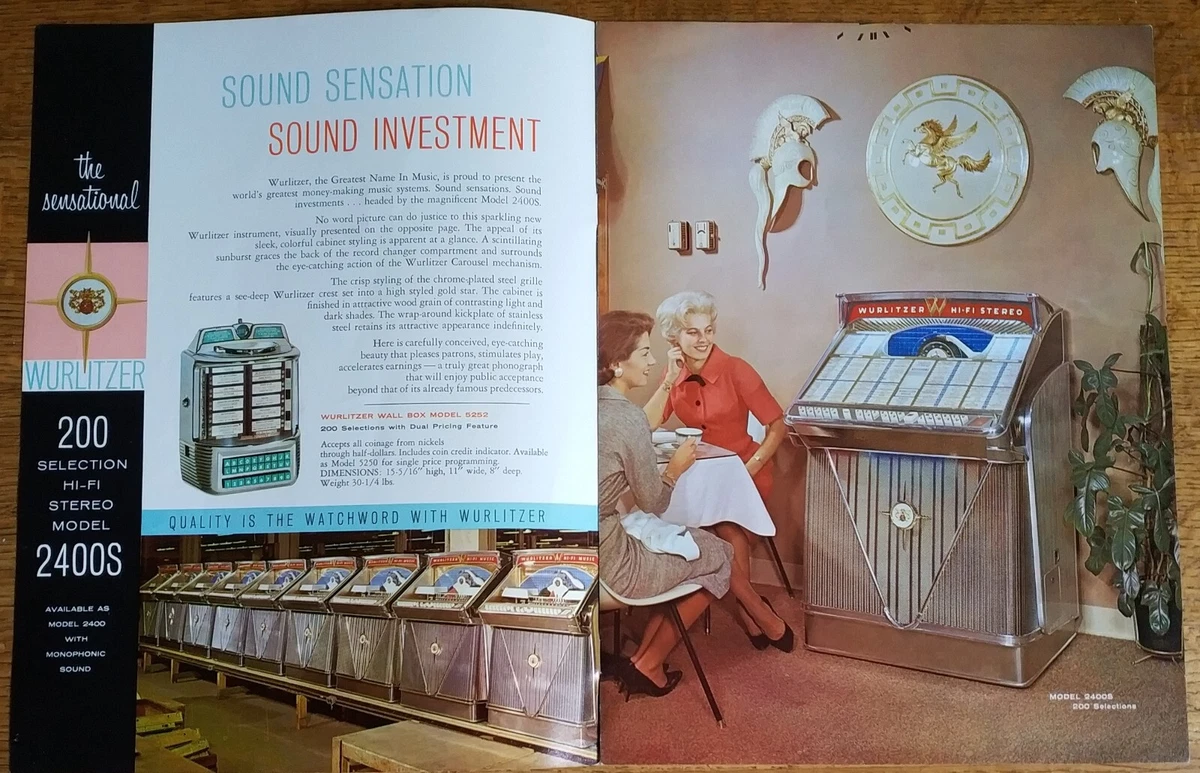 the
sensational
WURLITZER
200
SELECTION
HI-FI
STEREO
MODEL
2400S
AVAILABLE AS
MODEL 2400
WITH
MONOPHONIC
SOUND
SOUND SENSATION
SOUND INVESTMENT
Wurlitzer, the Greatest Name In Music, is proud to present the
world's greatest money-making music systems. Sound sensations. Sound
investments . . . headed by the magnificent Model 2400S.
No word picture can do justice to this sparkling new
Wurlitzer instrument, visually presented on the opposite page. The appeal of its
sleek, colorful cabinet styling is apparent at a glance. A scintillating
sunburst graces the back of the record changer compartment and surrounds
the eye-catching action of the Wurlitzer Carousel mechanism.
The crisp styling of the chrome-plated steel grille
features a see-deep Wurlitzer crest set into a high styled gold star. The cabinet is
finished in attractive wood grain of contrasting light and
dark shades. The wrap-around kickplate of stainless
steel retains its attractive appearance indefinitely.
Here is carefully conceived, eye-catching
beauty that pleases patrons, stimulates play,
accelerates earnings — a truly great phonograph
that will enjoy public acceptance
beyond that of its already famous predecessors.
WURLITZER WALL BOX MODEL 5252
200 Selections with Dual Pricing Feature
Accepts all coinage from nickels
through half-dollars. Includes coin credit indicator. Available
as Model 5250 for single price programming.
DIMENSIONS: 15-5/16" high, 11" wide, 8" deep.
Weight 30-1/4 lbs.
QUALITY IS THE WATCHWORD WITH WURLITZER
WURLITZER HI-FI MUSIC
WURLITZER HI-FI MUSIC
WURLITZER W HI-FI STEREO
MODEL 2400S
200 Selections